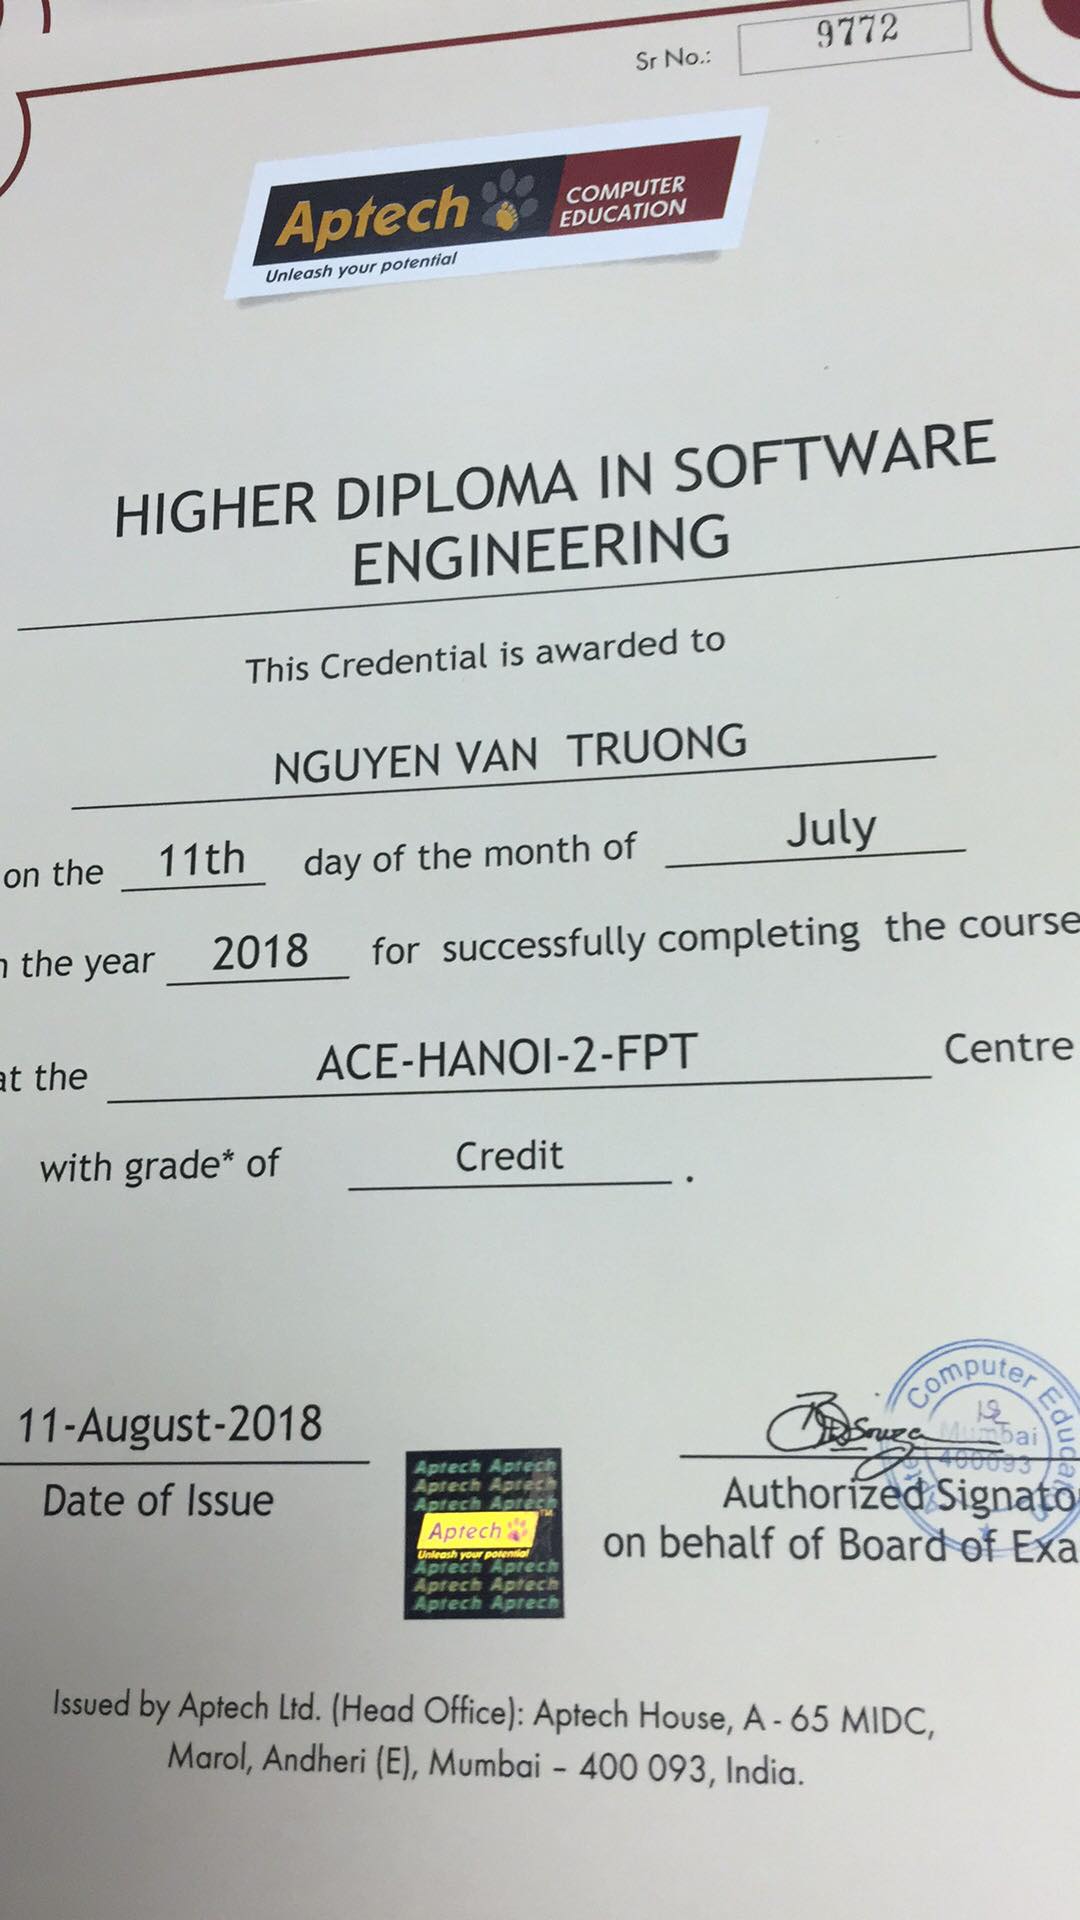 Sr No.: 9772
Aptech COMPUTER EDUCATION
Unleash your potential
HIGHER DIPLOMA IN SOFTWARE
ENGINEERING
This Credential is awarded to
NGUYEN VAN TRUONG
on the 11th day of the month of July
the year 2018 for successfully completing the course
at the ACE-HANOI-2-FPT Centre
with grade* of Credit .
11-August-2018
Date of Issue
Computer Educa
Mumbai
400093
Authorized Signato
on behalf of Board of Exa
Aptech Aptech
Aptech Aptech
Aptech Aptech
Aptech ™
Unleash your potential
Aptech Aptech
Aptech Aptech
Aptech Aptech
Issued by Aptech Ltd. (Head Office): Aptech House, A - 65 MIDC,
Marol, Andheri (E), Mumbai – 400 093, India.